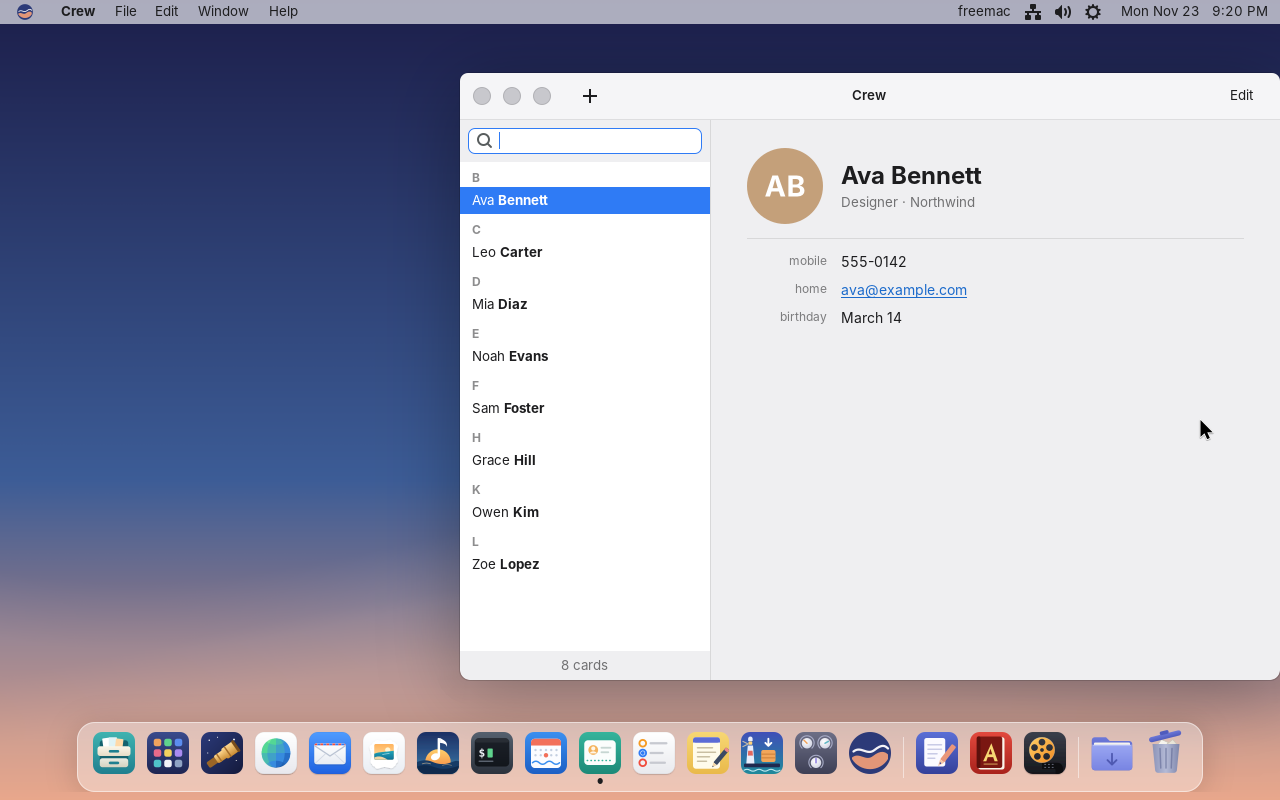 Crew File Edit Window Help freemac Mon Nov 23 9:20 PM
Crew Edit
B
Ava Bennett
C
Leo Carter
D
Mia Diaz
E
Noah Evans
F
Sam Foster
H
Grace Hill
K
Owen Kim
L
Zoe Lopez
8 cards
AB
Ava Bennett
Designer · Northwind
mobile 555-0142
home ava@example.com
birthday March 14
$
A